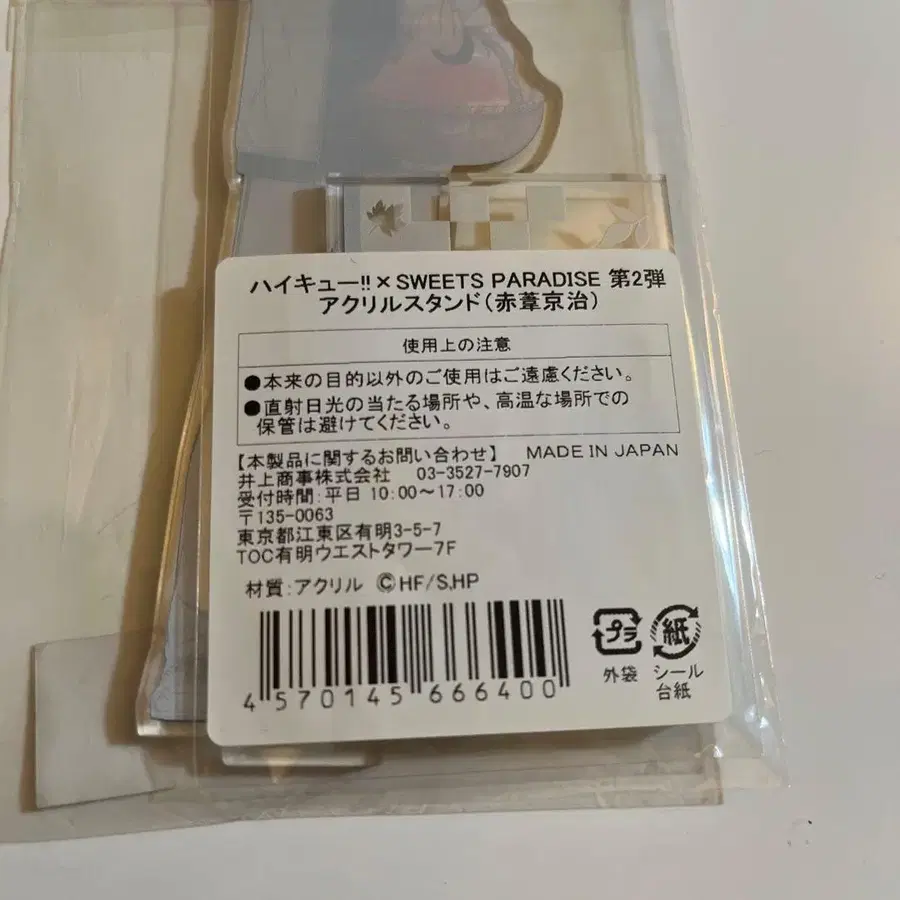 ハイキュー!!×SWEETS PARADISE 第2弾
アクリルスタンド(赤葦京治)
使用上の注意
●本来の目的以外のご使用はご遠慮ください。
●直射日光の当たる場所や、高温な場所での
保管は避けてください。
【本製品に関するお問い合わせ】 MADE IN JAPAN
井上商事株式会社 03-3527-7907
受付時間:平日 10:00～17:00
〒135-0063
東京都江東区有明3-5-7
TOC有明ウエストタワー7F
材質:アクリル ©HF/S,HP
4 570145 666400
プラ 紙
外袋 シール
台紙